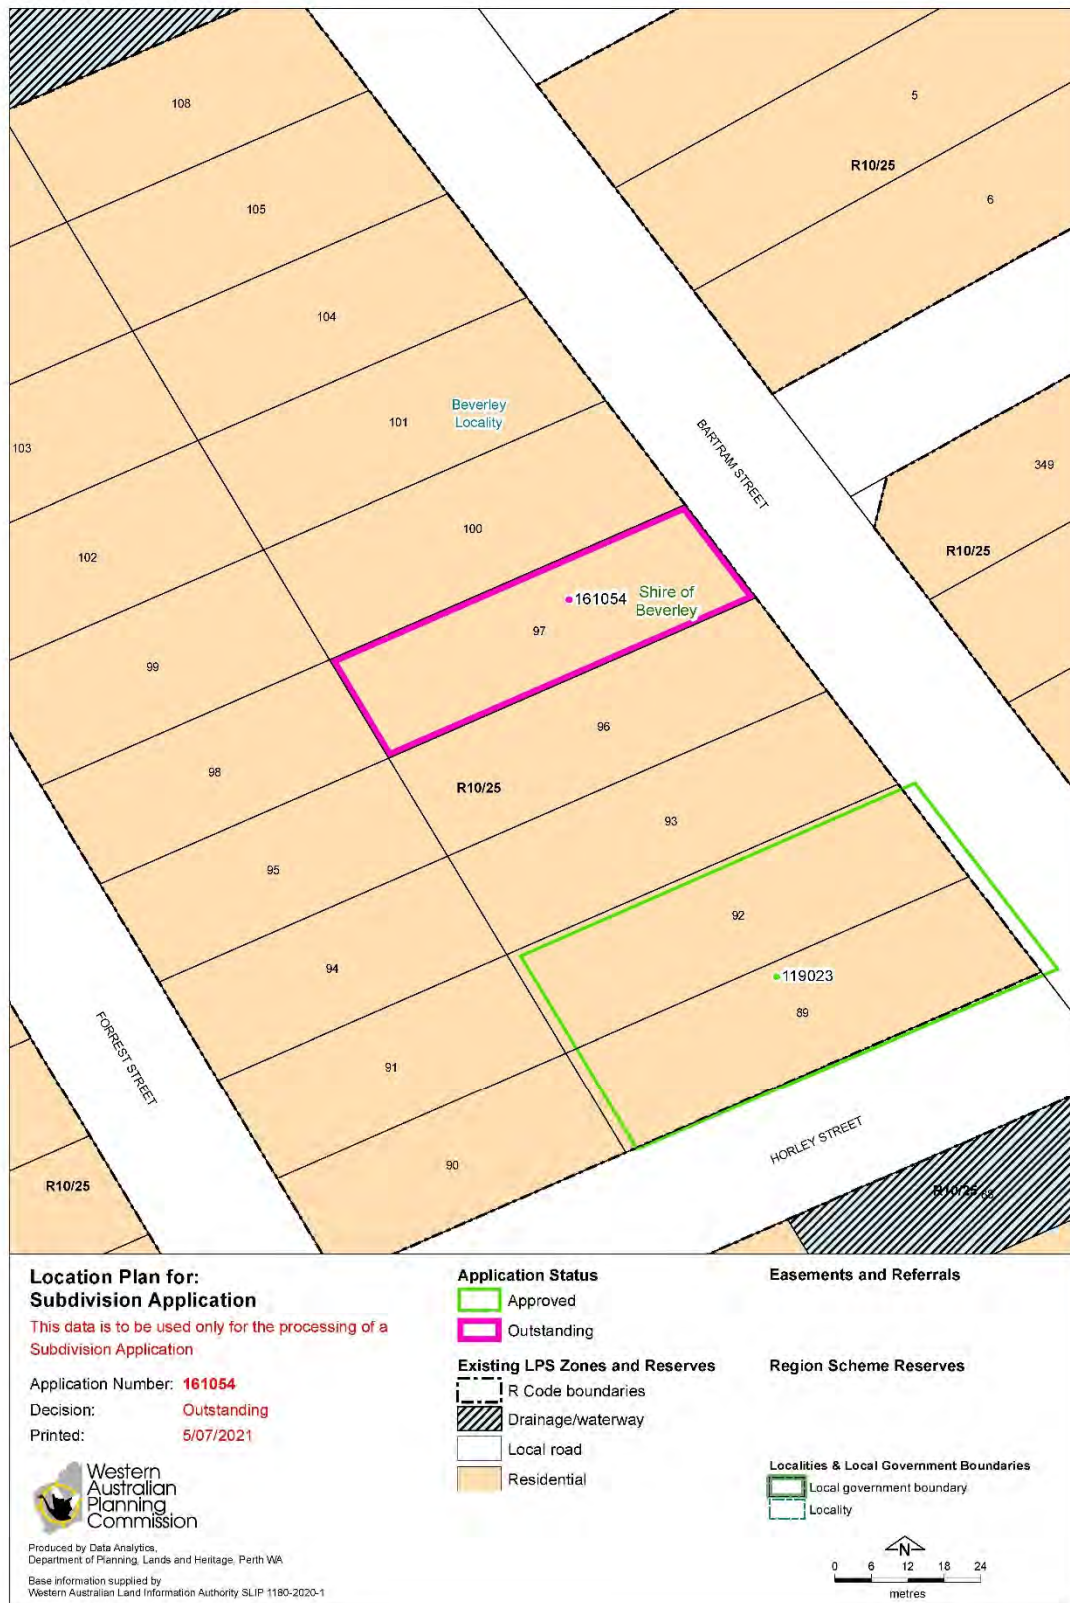 108
5
R10/25
6
105
104
Beverley
Locality
101
103
BARTRAM STREET
349
100
102
R10/25
161054
Shire of
Beverley
97
99
96
98
R10/25
93
95
92
94
119023
89
FORREST STREET
91
HORLEY STREET
90
R10/25
R10/25
68
Location Plan for:
Subdivision Application
This data is to be used only for the processing of a
Subdivision Application
Application Number: 161054
Decision: Outstanding
Printed: 5/07/2021
Western
Australian
Planning
Commission
Produced by Data Analytics,
Department of Planning, Lands and Heritage, Perth WA
Base information supplied by
Western Australian Land Information Authority SLIP 1180-2020-1
Application Status
Approved
Outstanding
Existing LPS Zones and Reserves
R Code boundaries
Drainage/waterway
Local road
Residential
Easements and Referrals
Region Scheme Reserves
Localities & Local Government Boundaries
Local government boundary
Locality
N
0 6 12 18 24
metres